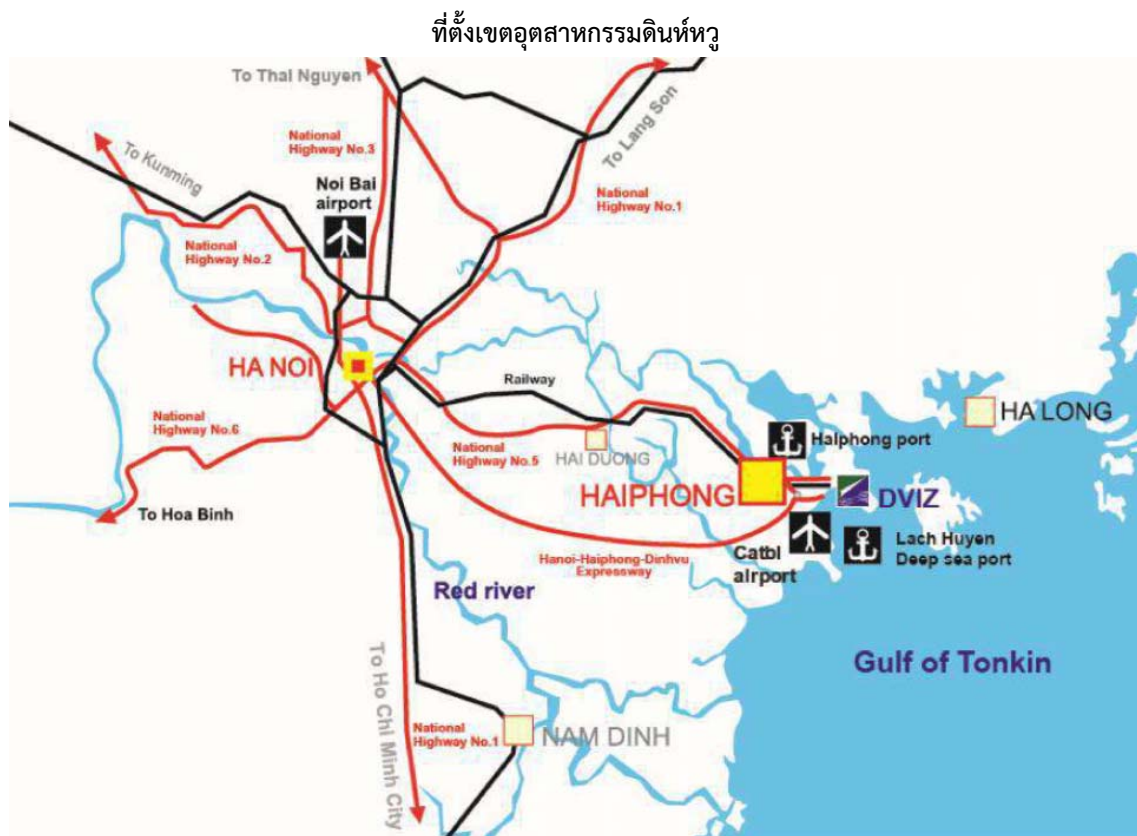 ที่ตั้งเขตอุตสาหกรรมดินห์หวู
To Thai Nguyen
To Lang Son
To Kunming
National
Highway No.3
Noi Bai
airport
National
Highway No.1
National
Highway No.2
HA NOI
Railway
HA LONG
National
Highway No.6
National
Highway No.5
HAI DUONG
Haiphong port
HAIPHONG
DVIZ
To Hoa Binh
Catbi
airport
Lach Huyen
Deep sea port
Hanoi-Haiphong-Dinhvu
Expressway
Red river
Gulf of Tonkin
To Ho Chi Minh City
National
Highway No.1
NAM DINH